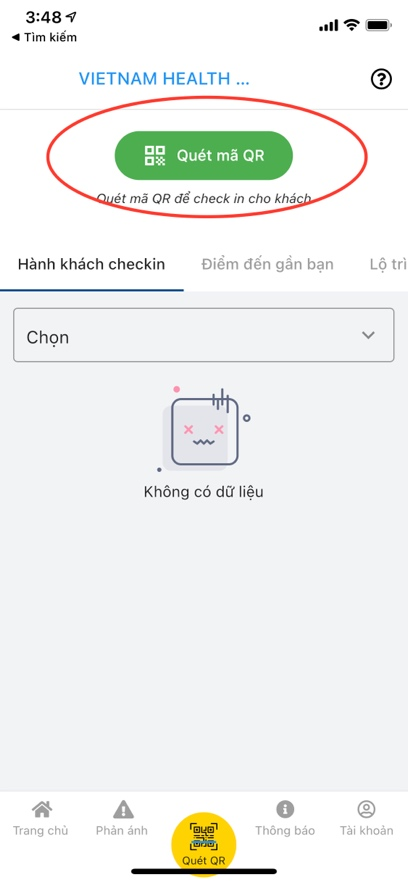 3:48
Tìm kiếm
VIETNAM HEALTH ...
Quét mã QR
Quét mã QR để check in cho khách
Hành khách checkin Điểm đến gần bạn Lộ trì
Chọn
Không có dữ liệu
Trang chủ Phản ánh Quét QR Thông báo Tài khoản